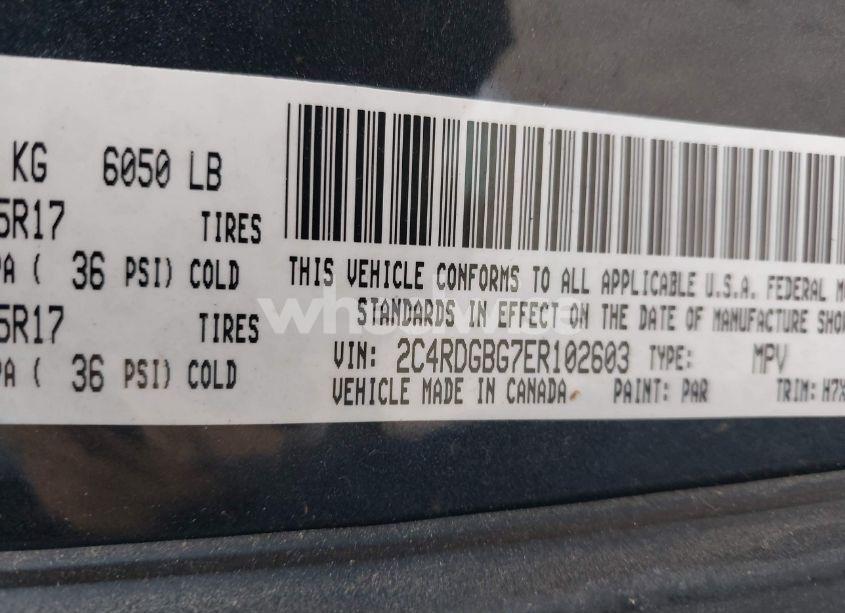 KG 6050 LB
5R17 TIRES
PA ( 36 PSI) COLD
5R17 TIRES
PA ( 36 PSI) COLD
THIS VEHICLE CONFORMS TO ALL APPLICABLE U.S.A. FEDERAL M
STANDARDS IN EFFECT ON THE DATE OF MANUFACTURE SHO
VIN: 2C4RDGBG7ER102603 TYPE: MPV
VEHICLE MADE IN CANADA PAINT: PAR TRIM: H7X